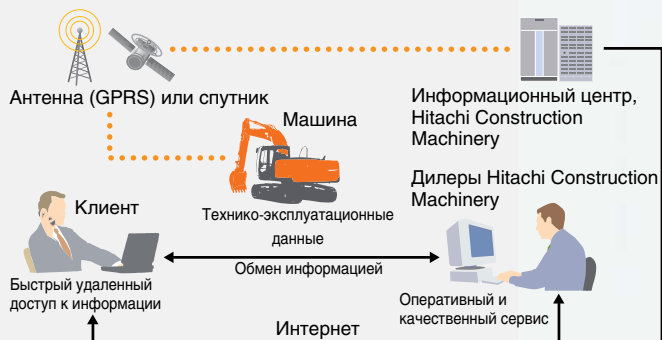 Антенна (GPRS) или спутник
Информационный центр,
Hitachi Construction
Machinery
Машина
Дилеры Hitachi Construction
Machinery
Клиент
Технико-эксплуатационные
данные
Обмен информацией
Быстрый удаленный
доступ к информации
Оперативный и
качественный сервис
Интернет